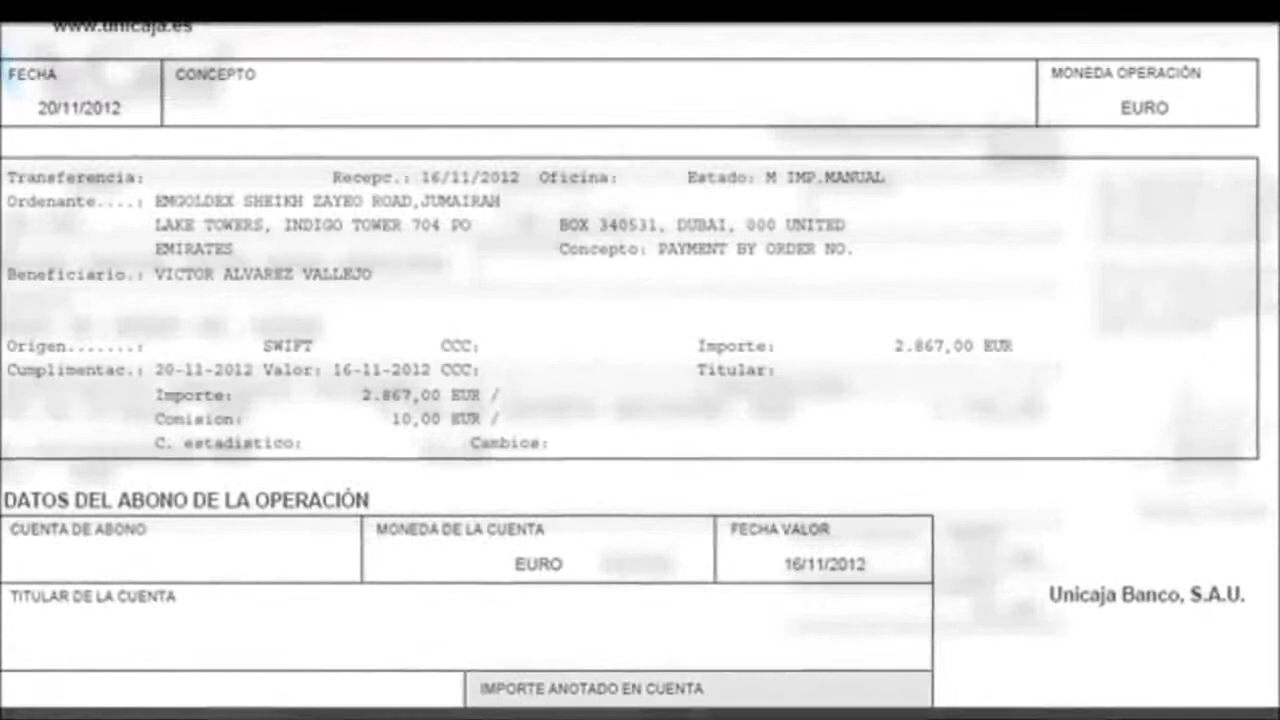 www.unicaja.es
FECHA CONCEPTO MONEDA OPERACIÓN
20/11/2012 EURO
Transferencia: Recepc.: 16/11/2012 Oficina: Estado: M IMP.MANUAL
Ordenante....: EMGOLDEX SHEIKH ZAYEO ROAD,JUMAIRAH
LAKE TOWERS, INDIGO TOWER 704 PO BOX 340531, DUBAI, 000 UNITED
EMIRATES Concepto: PAYMENT BY ORDER NO.
Beneficiario.: VICTOR ALVAREZ VALLEJO
Origen.......: SWIFT CCC: Importe: 2.867,00 EUR
Cumplimentac.: 20-11-2012 Valor: 16-11-2012 CCC: Titular:
Importe: 2.867,00 EUR /
Comision: 10,00 EUR /
C. estadistico: Cambios:
DATOS DEL ABONO DE LA OPERACIÓN
CUENTA DE ABONO MONEDA DE LA CUENTA FECHA VALOR
EURO 16/11/2012
TITULAR DE LA CUENTA
Unicaja Banco, S.A.U.
IMPORTE ANOTADO EN CUENTA